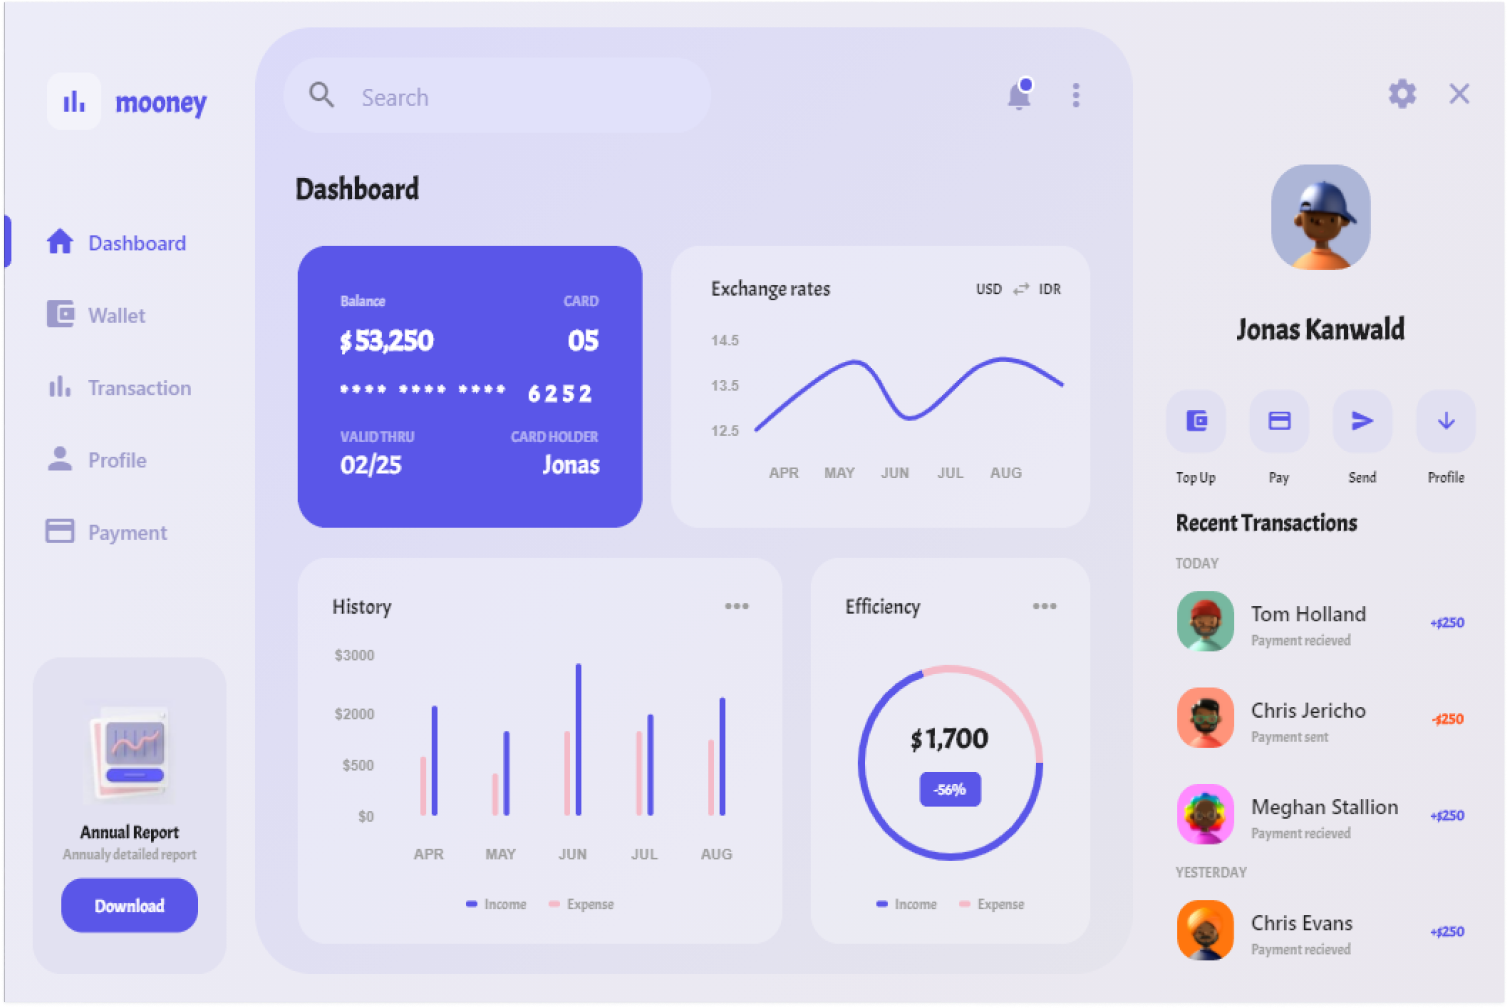 mooney
Dashboard
Wallet
Transaction
Profile
Payment
Annual Report
Annualy detailed report
Download
Search
Dashboard
Balance CARD
$53,250 05
**** **** **** 6252
VALID THRU CARD HOLDER
02/25 Jonas
Exchange rates USD IDR
14.5
13.5
12.5
APR MAY JUN JUL AUG
History
$3000
$2000
$500
$0
APR MAY JUN JUL AUG
Income Expense
Efficiency
$1,700
-56%
Income Expense
Jonas Kanwald
Top Up Pay Send Profile
Recent Transactions
TODAY
Tom Holland
Payment recieved
+$250
Chris Jericho
Payment sent
-$250
Meghan Stallion
Payment recieved
+$250
YESTERDAY
Chris Evans
Payment recieved
+$250